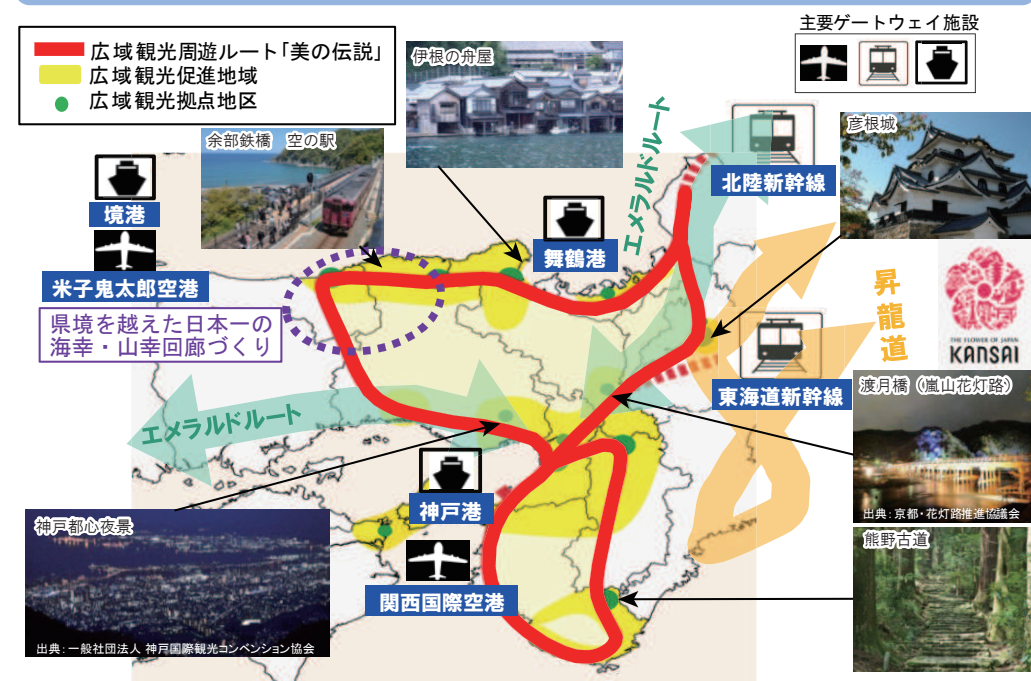 主要ゲートウェイ施設
広域観光周遊ルート「美の伝説」
広域観光促進地域
広域観光拠点地区
伊根の舟屋
余部鉄橋 空の駅
彦根城
エメラルドルート
北陸新幹線
境港
舞鶴港
米子鬼太郎空港
県境を越えた日本一の
海幸・山幸回廊づくり
昇龍道
THE FLOWER OF JAPAN
KANSAI
東海道新幹線
渡月橋（嵐山花灯路）
エメラルドルート
出典：京都・花灯路推進協議会
神戸港
神戸都心夜景
熊野古道
関西国際空港
出典：一般社団法人 神戸国際観光コンベンション協会